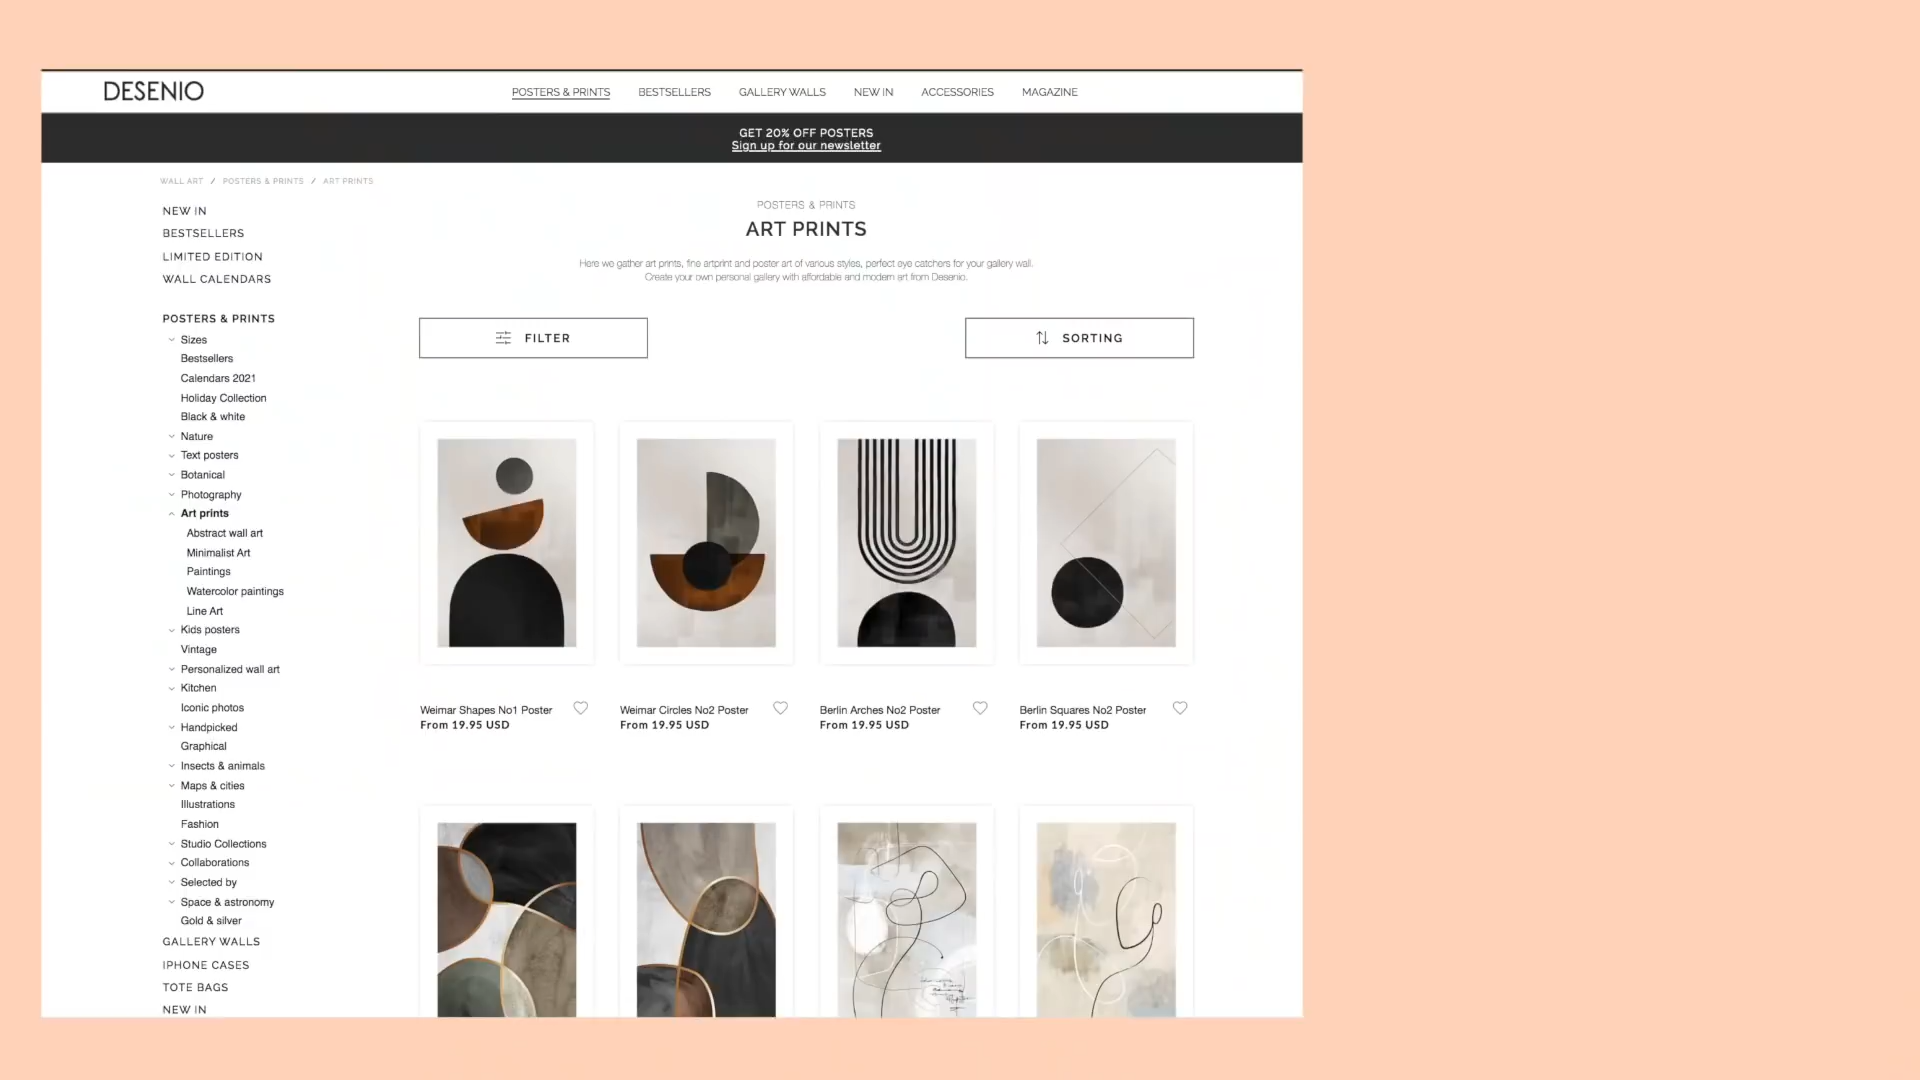 DESENIO
POSTERS & PRINTS
BESTSELLERS
GALLERY WALLS
NEW IN
ACCESSORIES
MAGAZINE
GET 20% OFF POSTERS
Sign up for our newsletter
WALL ART / POSTERS & PRINTS / ART PRINTS
NEW IN
BESTSELLERS
LIMITED EDITION
WALL CALENDARS
POSTERS & PRINTS
Sizes
Bestsellers
Calendars 2021
Holiday Collection
Black & white
Nature
Text posters
Botanical
Photography
Art prints
Abstract wall art
Minimalist Art
Paintings
Watercolor paintings
Line Art
Kids posters
Vintage
Personalized wall art
Kitchen
Iconic photos
Handpicked
Graphical
Insects & animals
Maps & cities
Illustrations
Fashion
Studio Collections
Collaborations
Selected by
Space & astronomy
Gold & silver
GALLERY WALLS
IPHONE CASES
TOTE BAGS
NEW IN
POSTERS & PRINTS
ART PRINTS
Here we gather art prints, fine artprint and poster art of various styles, perfect eye catchers for your gallery wall.
Create your own personal gallery with affordable and modern art from Desenio.
FILTER
SORTING
Weimar Shapes No1 Poster
From 19.95 USD
Weimar Circles No2 Poster
From 19.95 USD
Berlin Arches No2 Poster
From 19.95 USD
Berlin Squares No2 Poster
From 19.95 USD